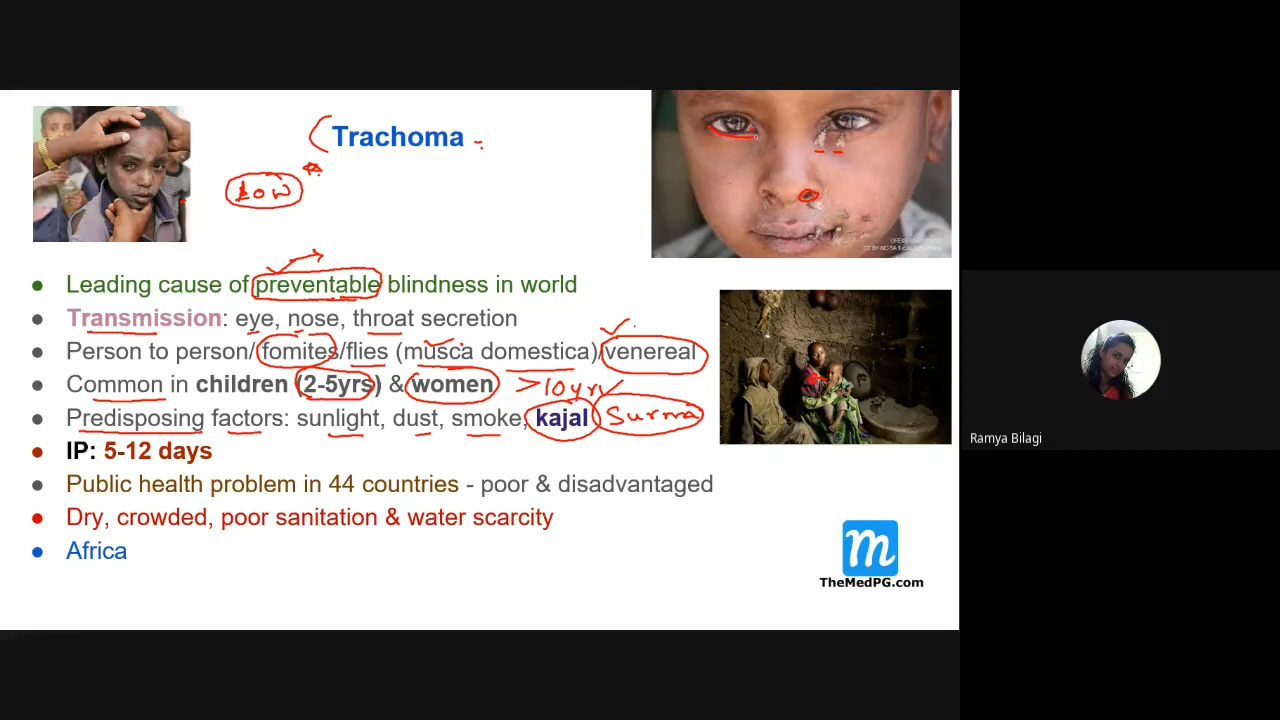 Trachoma
LOW
Leading cause of preventable blindness in world
Transmission: eye, nose, throat secretion
Person to person/ fomites/flies (musca domestica)/venereal
Common in children (2-5yrs) & women >10yrs
Predisposing factors: sunlight, dust, smoke, kajal Surma
IP: 5-12 days
Public health problem in 44 countries - poor & disadvantaged
Dry, crowded, poor sanitation & water scarcity
Africa
m
TheMedPG.com
Ramya Bilagi